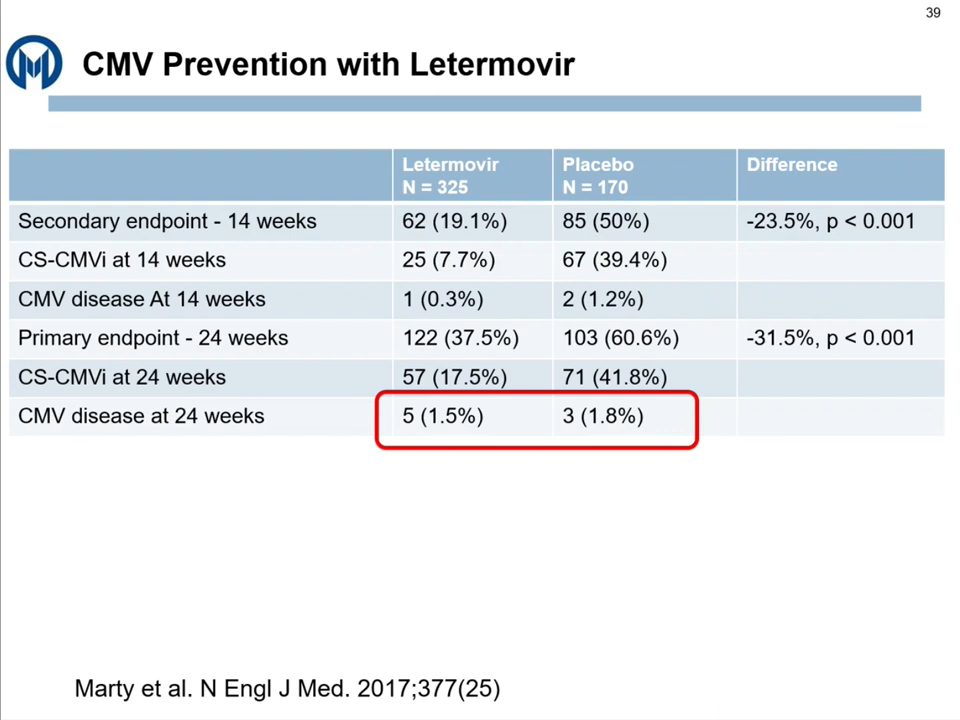 39
CMV Prevention with Letermovir
Letermovir Placebo Difference
N = 325 N = 170
Secondary endpoint - 14 weeks 62 (19.1%) 85 (50%) -23.5%, p < 0.001
CS-CMVi at 14 weeks 25 (7.7%) 67 (39.4%)
CMV disease At 14 weeks 1 (0.3%) 2 (1.2%)
Primary endpoint - 24 weeks 122 (37.5%) 103 (60.6%) -31.5%, p < 0.001
CS-CMVi at 24 weeks 57 (17.5%) 71 (41.8%)
CMV disease at 24 weeks 5 (1.5%) 3 (1.8%)
Marty et al. N Engl J Med. 2017;377(25)